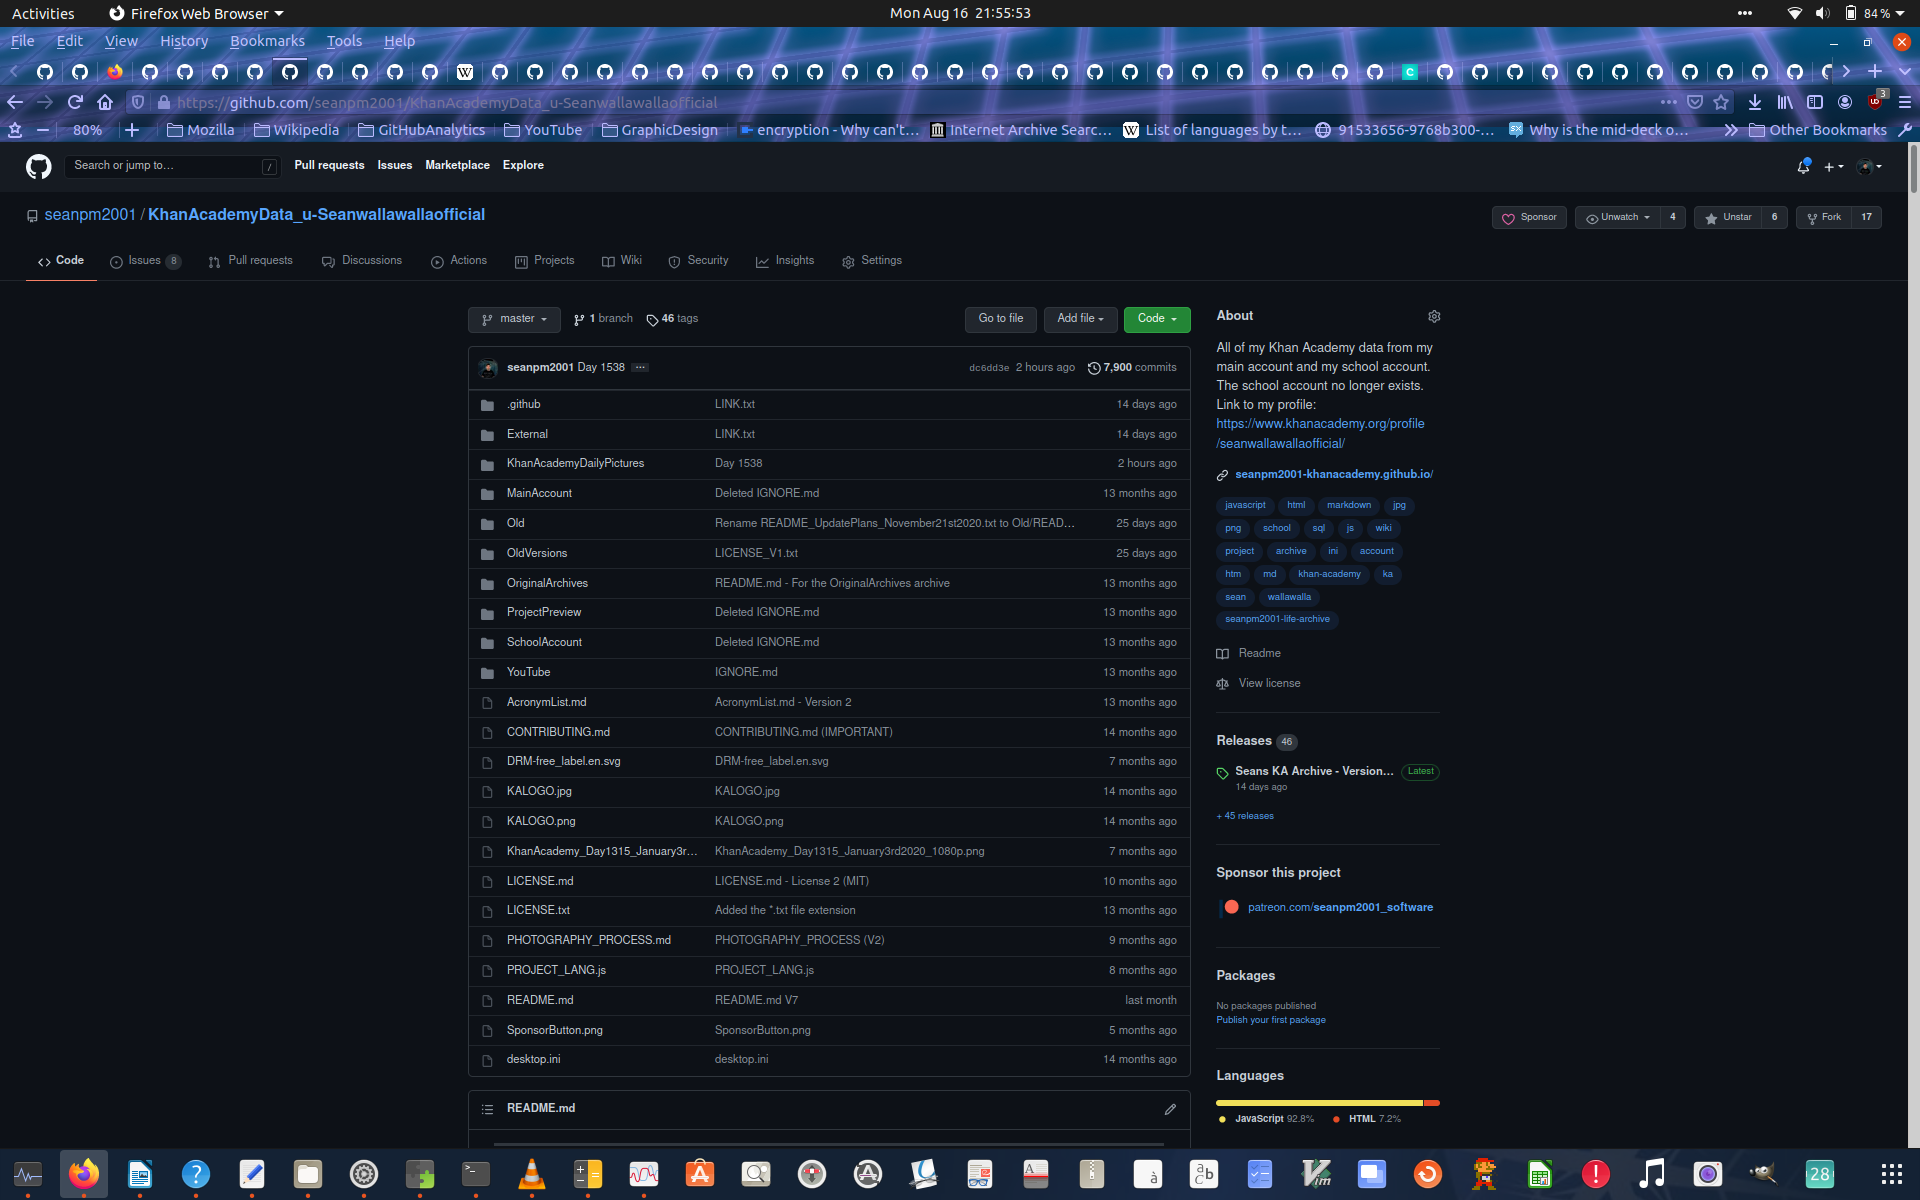 Activities Firefox Web Browser Mon Aug 16 21:55:53 84 %
File Edit View History Bookmarks Tools Help
https://github.com/seanpm2001/KhanAcademyData_u-Seanwallawallaofficial 3
80% Mozilla Wikipedia GitHubAnalytics YouTube GraphicDesign encryption - Why can't… Internet Archive Searc… List of languages by t… 91533656-9768b300-… Why is the mid-deck o… Other Bookmarks
Search or jump to… / Pull requests Issues Marketplace Explore
seanpm2001 / KhanAcademyData_u-Seanwallawallaofficial Sponsor Unwatch 4 Unstar 6 Fork 17
Code Issues 8 Pull requests Discussions Actions Projects Wiki Security Insights Settings
master 1 branch 46 tags Go to file Add file Code
seanpm2001 Day 1538 … dc6dd3e 2 hours ago 7,900 commits
.github LINK.txt 14 days ago
External LINK.txt 14 days ago
KhanAcademyDailyPictures Day 1538 2 hours ago
MainAccount Deleted IGNORE.md 13 months ago
Old Rename README_UpdatePlans_November21st2020.txt to Old/READ… 25 days ago
OldVersions LICENSE_V1.txt 25 days ago
OriginalArchives README.md - For the OriginalArchives archive 13 months ago
ProjectPreview Deleted IGNORE.md 13 months ago
SchoolAccount Deleted IGNORE.md 13 months ago
YouTube IGNORE.md 13 months ago
AcronymList.md AcronymList.md - Version 2 13 months ago
CONTRIBUTING.md CONTRIBUTING.md (IMPORTANT) 14 months ago
DRM-free_label.en.svg DRM-free_label.en.svg 7 months ago
KALOGO.jpg KALOGO.jpg 14 months ago
KALOGO.png KALOGO.png 14 months ago
KhanAcademy_Day1315_January3r… KhanAcademy_Day1315_January3rd2020_1080p.png 7 months ago
LICENSE.md LICENSE.md - License 2 (MIT) 10 months ago
LICENSE.txt Added the *.txt file extension 13 months ago
PHOTOGRAPHY_PROCESS.md PHOTOGRAPHY_PROCESS (V2) 9 months ago
PROJECT_LANG.js PROJECT_LANG.js 8 months ago
README.md README.md V7 last month
SponsorButton.png SponsorButton.png 5 months ago
desktop.ini desktop.ini 14 months ago
README.md
About
All of my Khan Academy data from my
main account and my school account.
The school account no longer exists.
Link to my profile:
https://www.khanacademy.org/profile
/seanwallawallaofficial/
seanpm2001-khanacademy.github.io/
javascript html markdown jpg
png school sql js wiki
project archive ini account
htm md khan-academy ka
sean wallawalla
seanpm2001-life-archive
Readme
View license
Releases 46
Seans KA Archive - Version… Latest
14 days ago
+ 45 releases
Sponsor this project
patreon.com/seanpm2001_software
Packages
No packages published
Publish your first package
Languages
JavaScript 92.8% HTML 7.2%
28